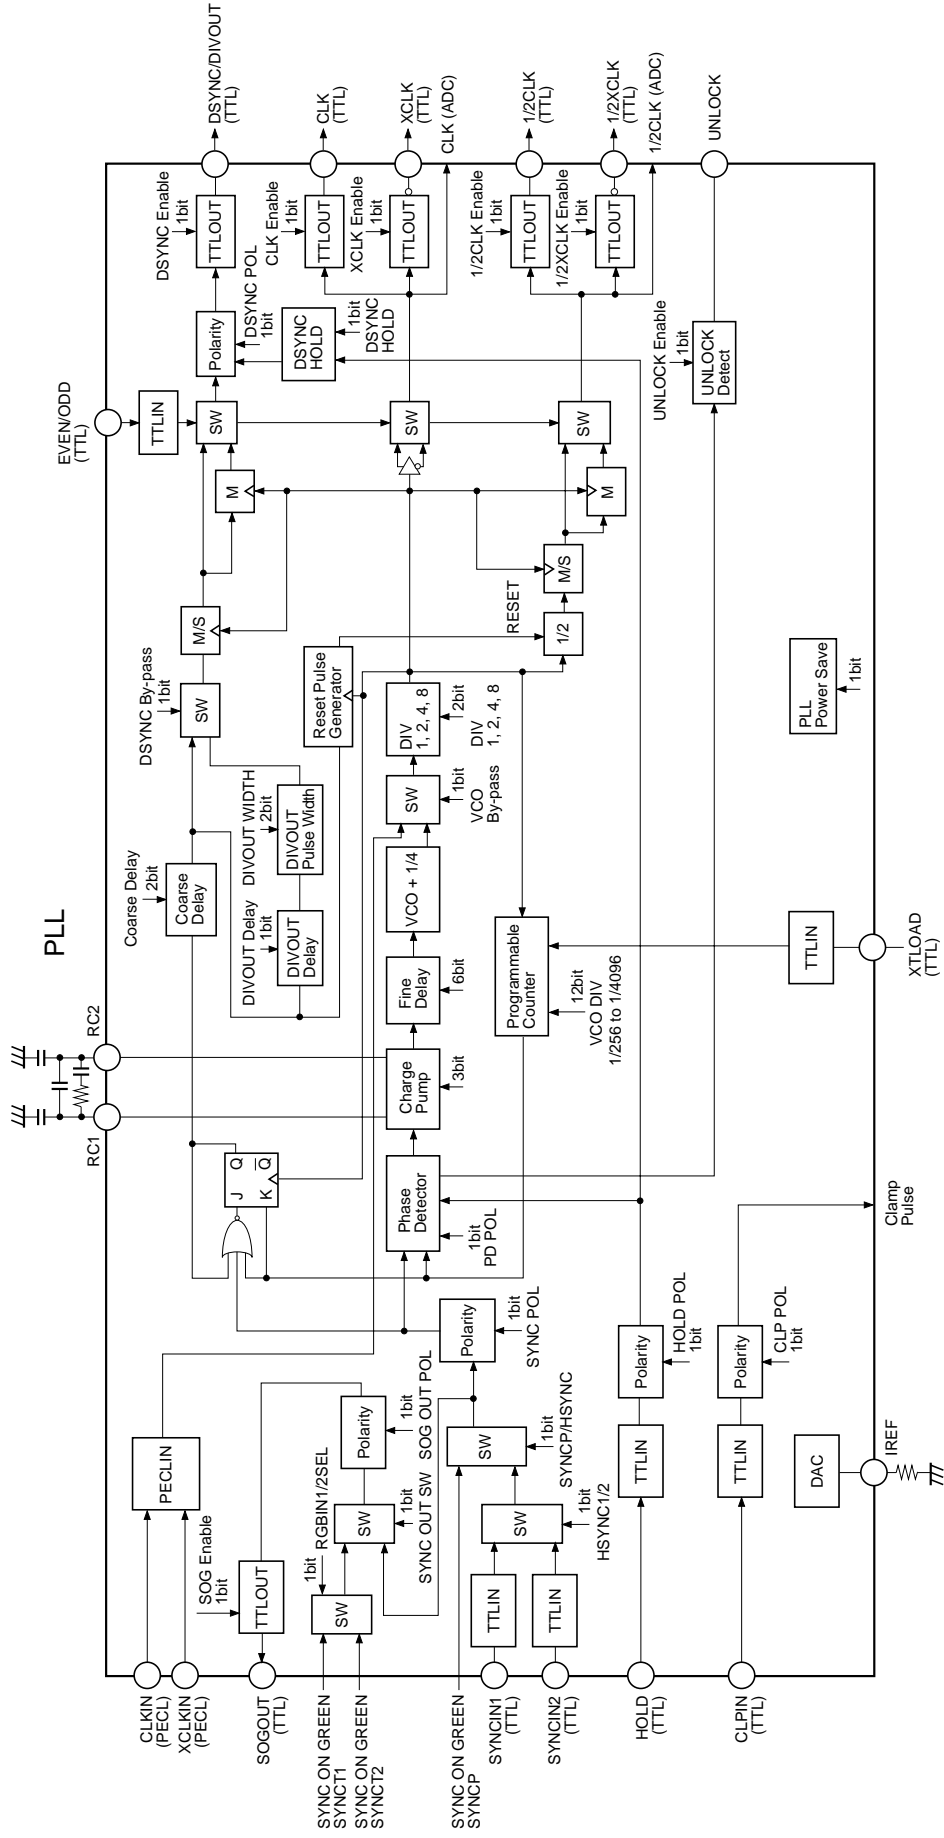 PLL
CLKIN
(PECL)
XCLKIN
(PECL)
SOGOUT
(TTL)
SYNC ON GREEN
SYNCT1
SYNC ON GREEN
SYNCT2
SYNC ON GREEN
SYNCP
SYNCIN1
(TTL)
SYNCIN2
(TTL)
HOLD
(TTL)
CLPIN
(TTL)
PECLIN
SOG Enable
1bit
TTLOUT
1bit
RGBIN1/2SEL
SW
SW
1bit
SYNC OUT SW
Polarity
1bit
SOG OUT POL
TTLIN
TTLIN
SW
1bit
HSYNC1/2
SW
1bit
SYNCP/HSYNC
Polarity
1bit
SYNC POL
TTLIN
Polarity
HOLD POL
1bit
TTLIN
Polarity
CLP POL
1bit
DAC
IREF
Clamp
Pulse
RC1
RC2
J
Q
K
Q
Phase
Detector
1bit
PD POL
Charge
Pump
3bit
Fine
Delay
6bit
VCO + 1/4
SW
1bit
VCO
By-pass
DIV
1, 2, 4, 8
2bit
DIV
1, 2, 4, 8
Coarse Delay
2bit
Coarse
Delay
DIVOUT Delay
1bit
DIVOUT
Delay
DIVOUT WIDTH
2bit
DIVOUT
Pulse Width
DSYNC By-pass
1bit
SW
M/S
Reset Pulse
Generator
Programmable
Counter
12bit
VCO DIV
1/256 to 1/4096
TTLIN
XTLOAD
(TTL)
RESET
1/2
M/S
M
M
PLL
Power Save
1bit
EVEN/ODD
(TTL)
TTLIN
SW
SW
SW
Polarity
DSYNC POL
1bit
DSYNC
HOLD
1bit
DSYNC
HOLD
UNLOCK Enable
1bit
UNLOCK
Detect
DSYNC Enable
1bit
TTLOUT
CLK Enable
1bit
TTLOUT
XCLK Enable
1bit
TTLOUT
1/2CLK Enable
1bit
TTLOUT
1/2XCLK Enable
1bit
TTLOUT
DSYNC/DIVOUT
(TTL)
CLK
(TTL)
XCLK
(TTL)
CLK (ADC)
1/2CLK
(TTL)
1/2XCLK
(TTL)
1/2CLK (ADC)
UNLOCK